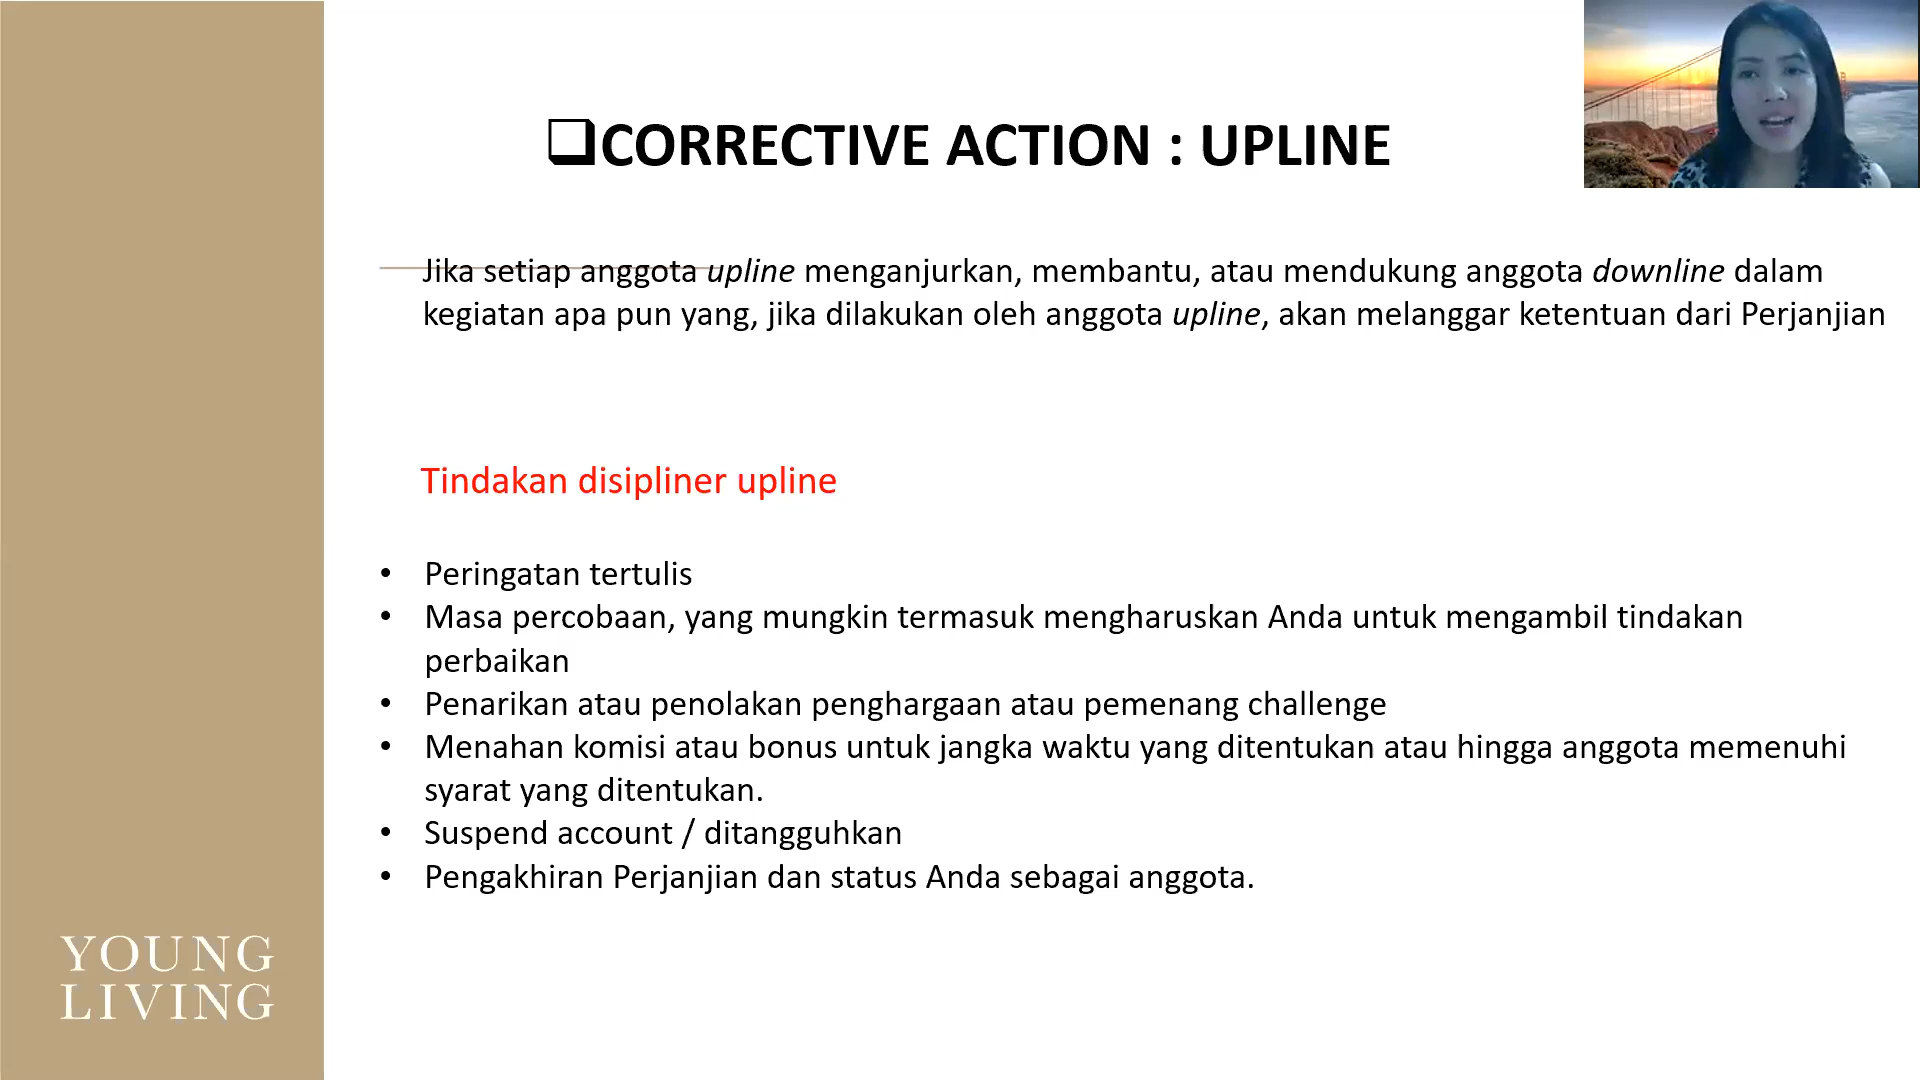 ❑CORRECTIVE ACTION : UPLINE
Jika setiap anggota upline menganjurkan, membantu, atau mendukung anggota downline dalam
kegiatan apa pun yang, jika dilakukan oleh anggota upline, akan melanggar ketentuan dari Perjanjian
Tindakan disipliner upline
• Peringatan tertulis
• Masa percobaan, yang mungkin termasuk mengharuskan Anda untuk mengambil tindakan
perbaikan
• Penarikan atau penolakan penghargaan atau pemenang challenge
• Menahan komisi atau bonus untuk jangka waktu yang ditentukan atau hingga anggota memenuhi
syarat yang ditentukan.
• Suspend account / ditangguhkan
• Pengakhiran Perjanjian dan status Anda sebagai anggota.
YOUNG
LIVING